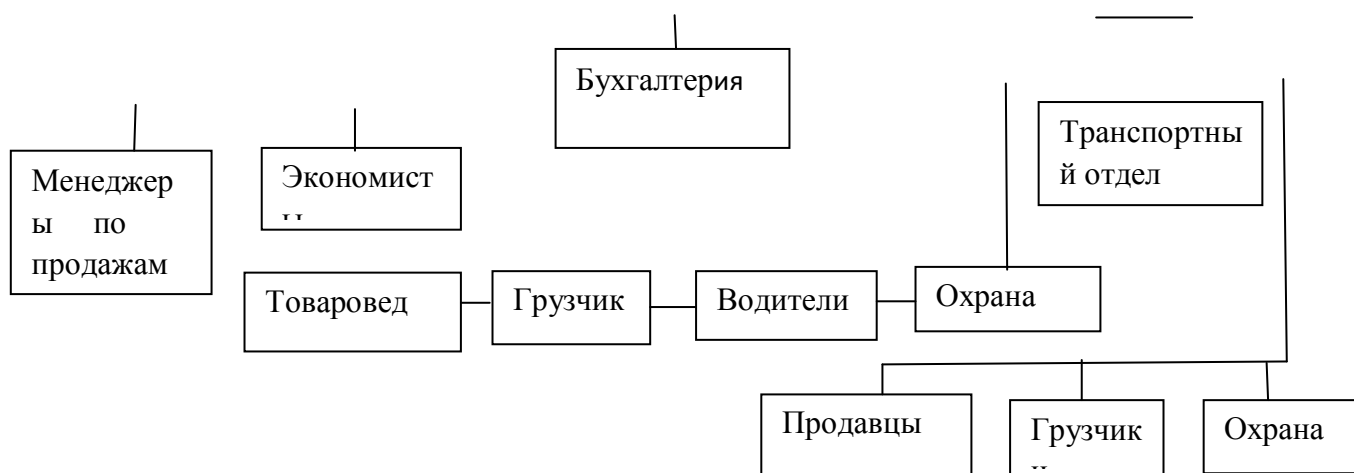 Бухгалтерия
Транспортны
й отдел
Менеджер
ы по
продажам
Экономист
Товаровед
Грузчик
Водители
Охрана
Продавцы
Грузчик
Охрана